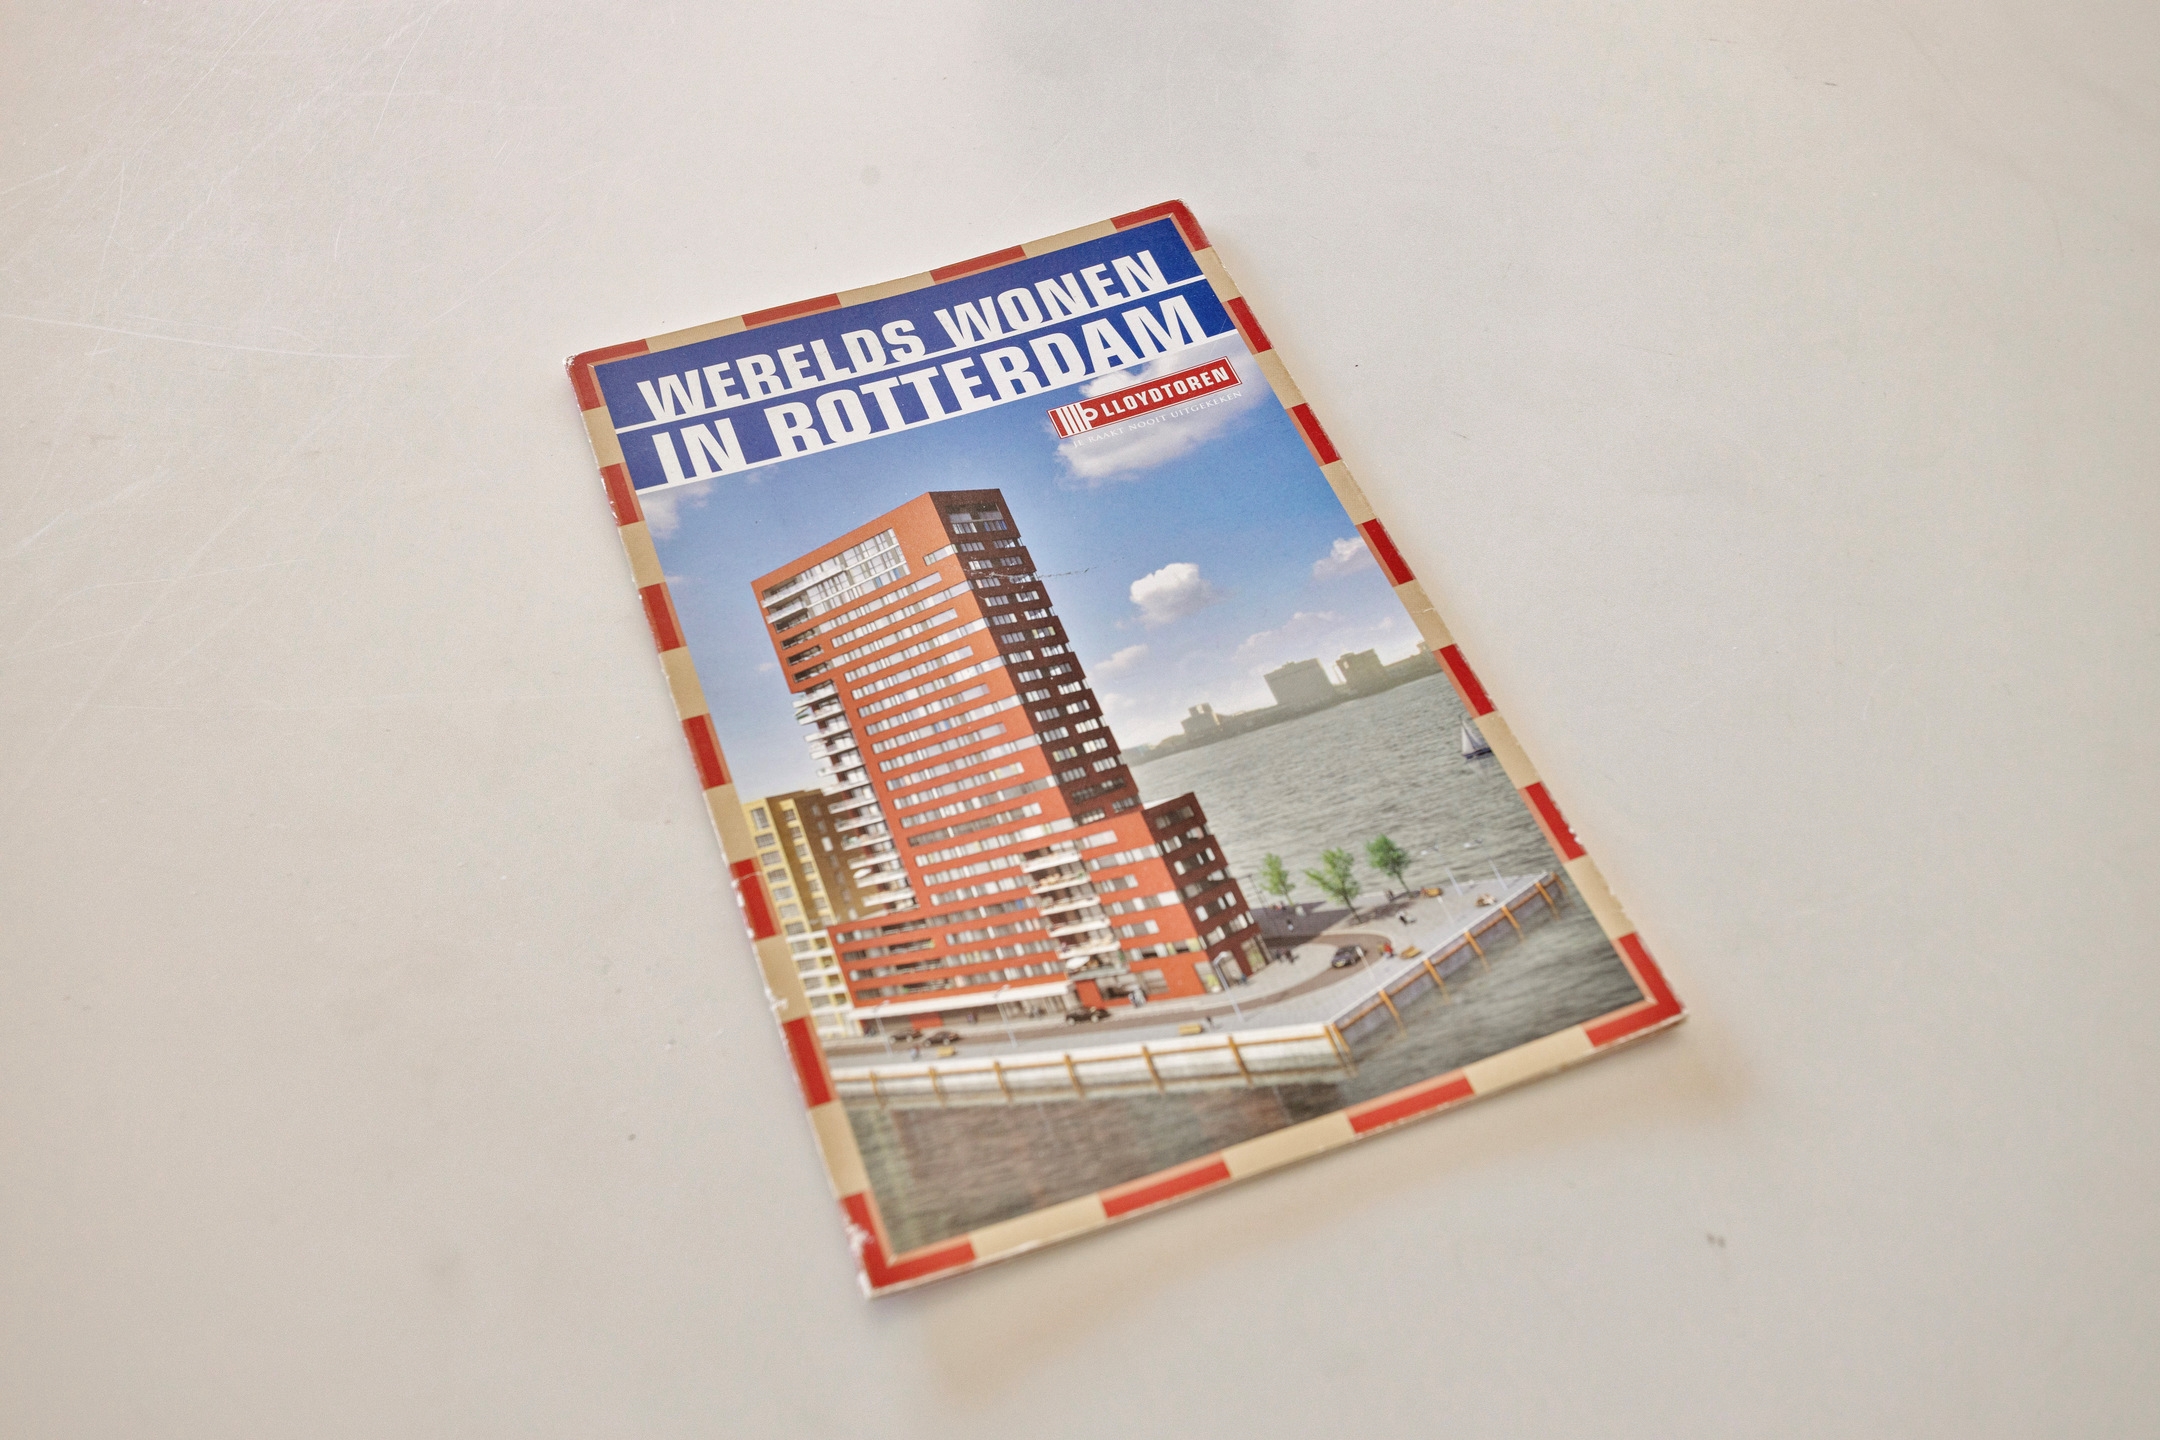 WERELDS WONEN
IN ROTTERDAM
LLOYDTOREN
JE RAAKT NOOIT UITGEKEKEN